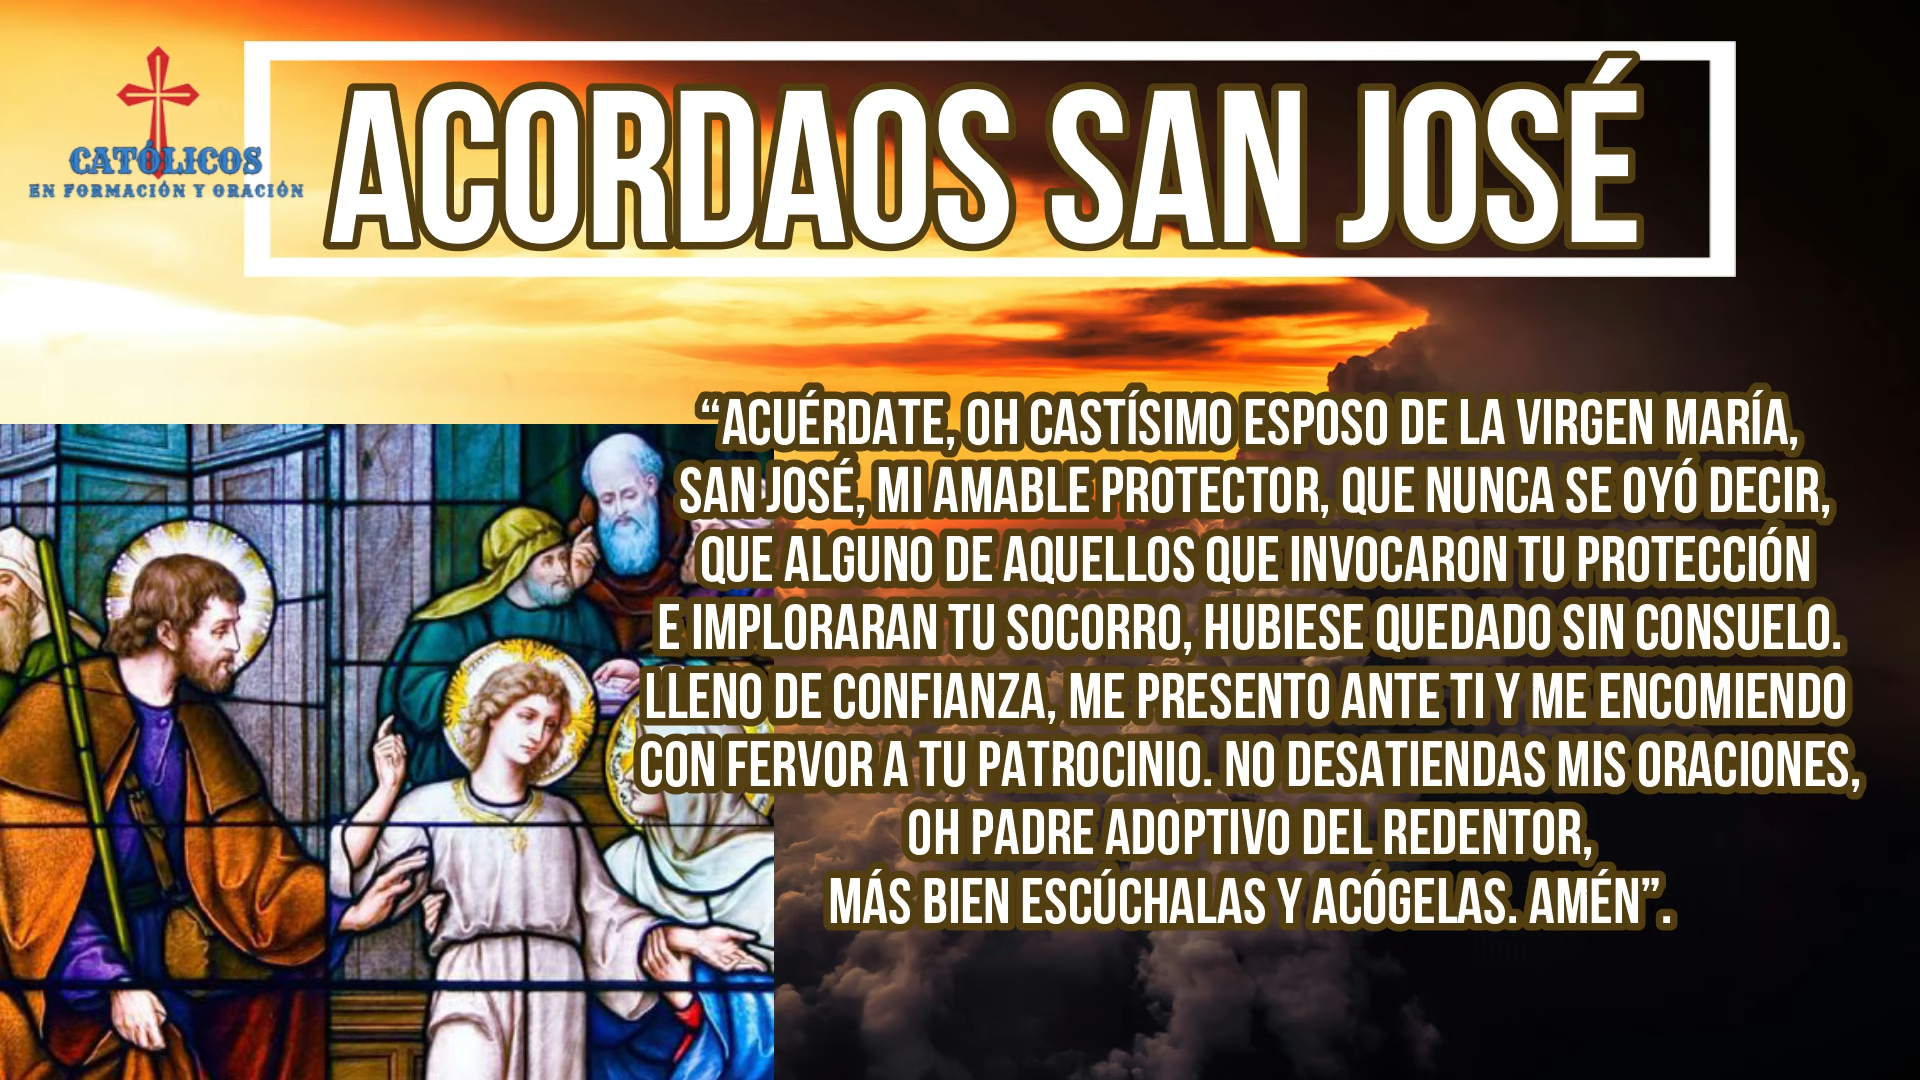 CATÓLICOS
EN FORMACIÓN Y ORACIÓN
ACORDAOS SAN JOSÉ
“ACUÉRDATE, OH CASTÍSIMO ESPOSO DE LA VIRGEN MARÍA,
SAN JOSÉ, MI AMABLE PROTECTOR, QUE NUNCA SE OYÓ DECIR,
QUE ALGUNO DE AQUELLOS QUE INVOCARON TU PROTECCIÓN
E IMPLORARAN TU SOCORRO, HUBIESE QUEDADO SIN CONSUELO.
LLENO DE CONFIANZA, ME PRESENTO ANTE TI Y ME ENCOMIENDO
CON FERVOR A TU PATROCINIO. NO DESATIENDAS MIS ORACIONES,
OH PADRE ADOPTIVO DEL REDENTOR,
MÁS BIEN ESCÚCHALAS Y ACÓGELAS. AMÉN”.